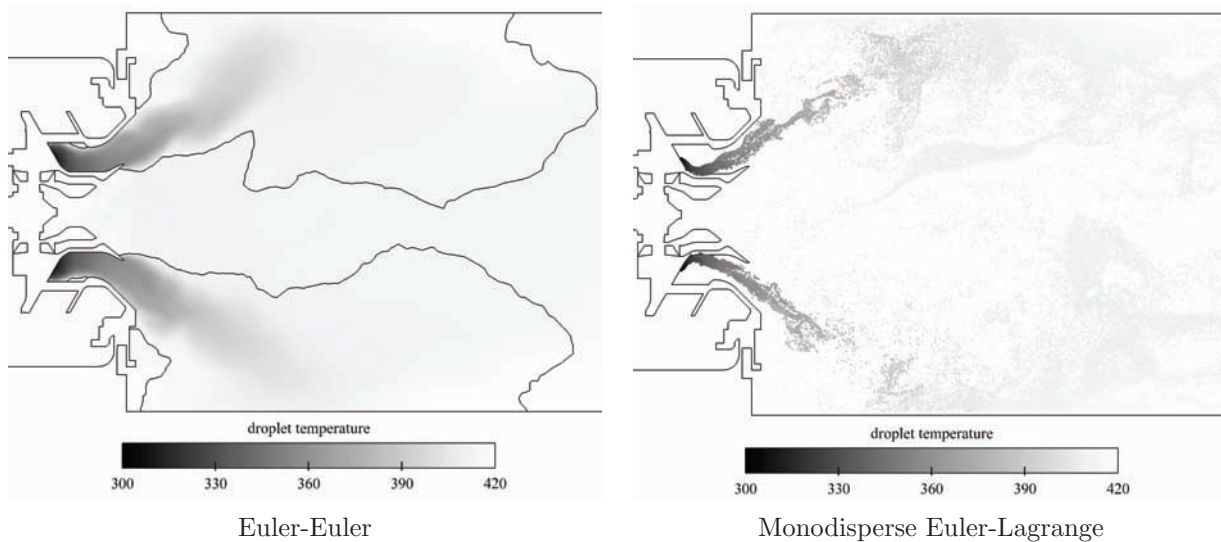 droplet temperature
300 330 360 390 420
Euler-Euler
droplet temperature
300 330 360 390 420
Monodisperse Euler-Lagrange